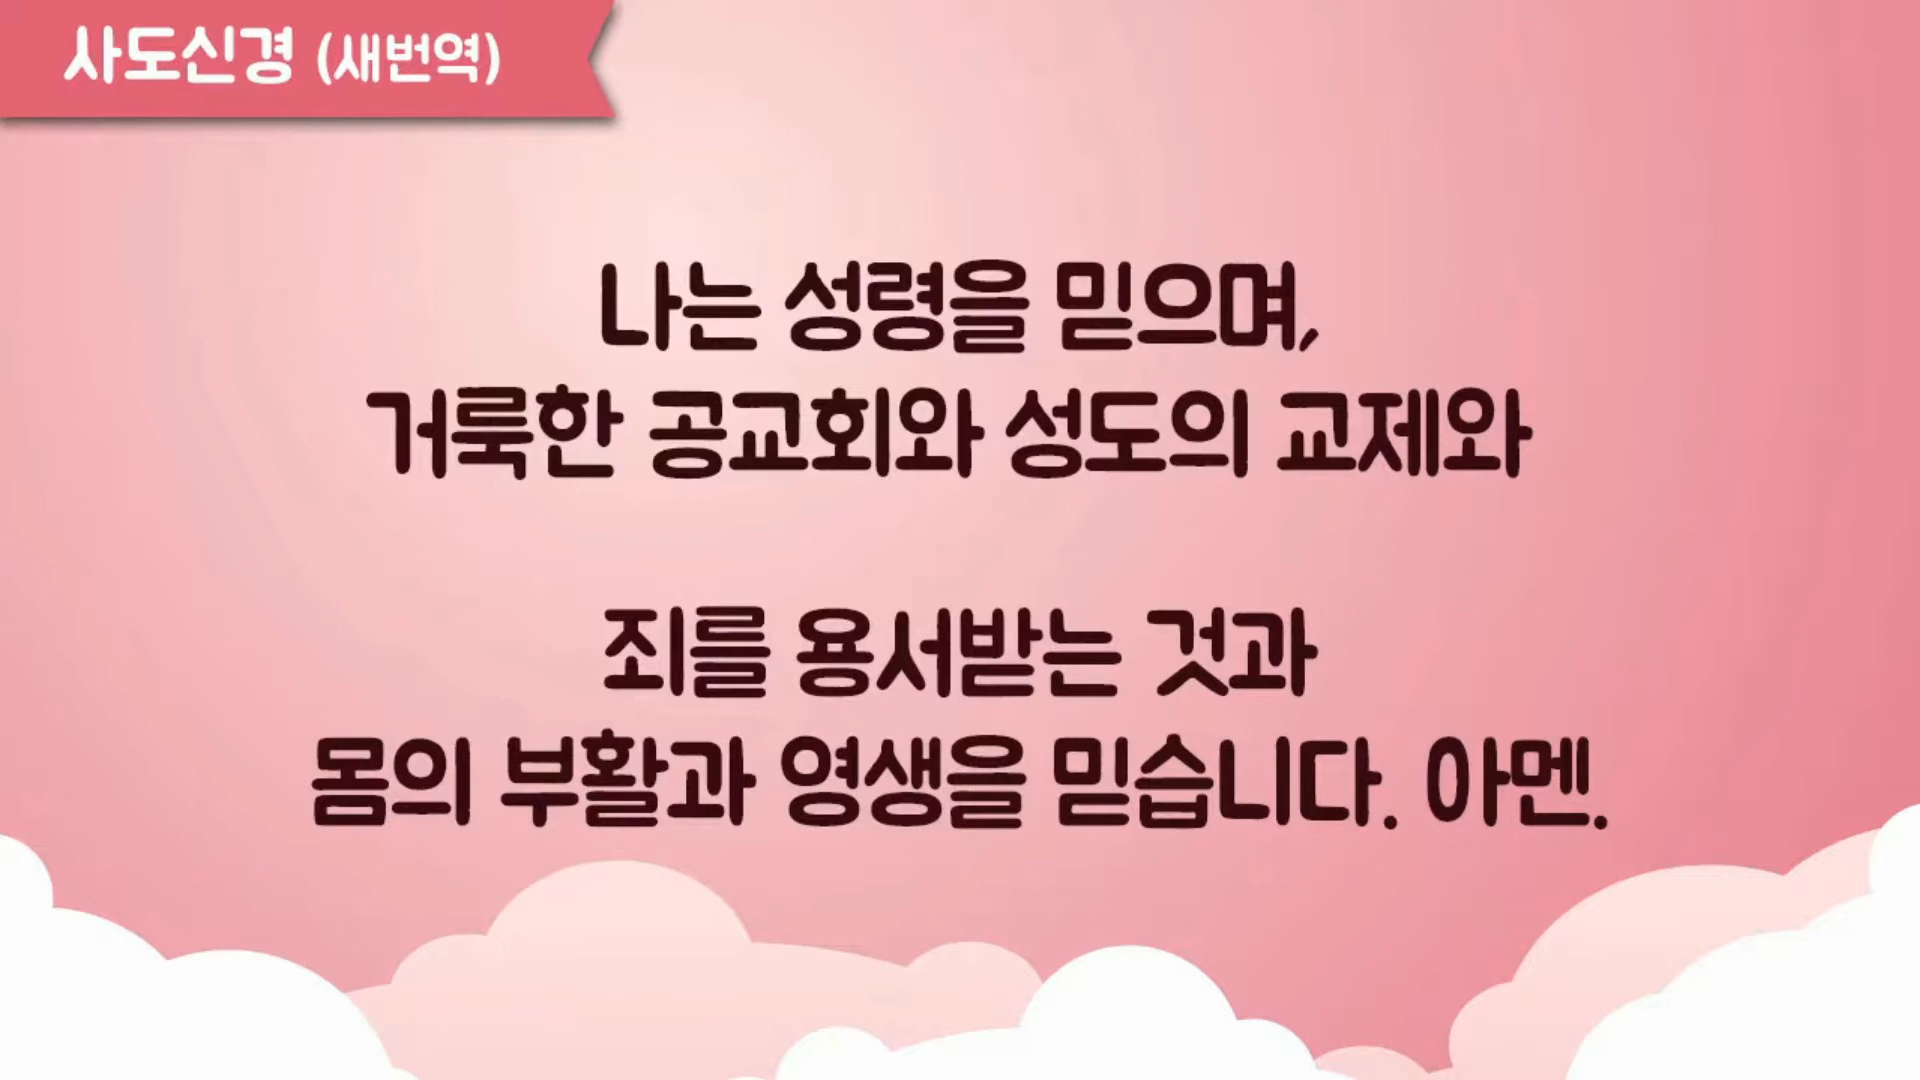 사도신경 (새번역)
나는 성령을 믿으며,
거룩한 공교회와 성도의 교제와
죄를 용서받는 것과
몸의 부활과 영생을 믿습니다. 아멘.